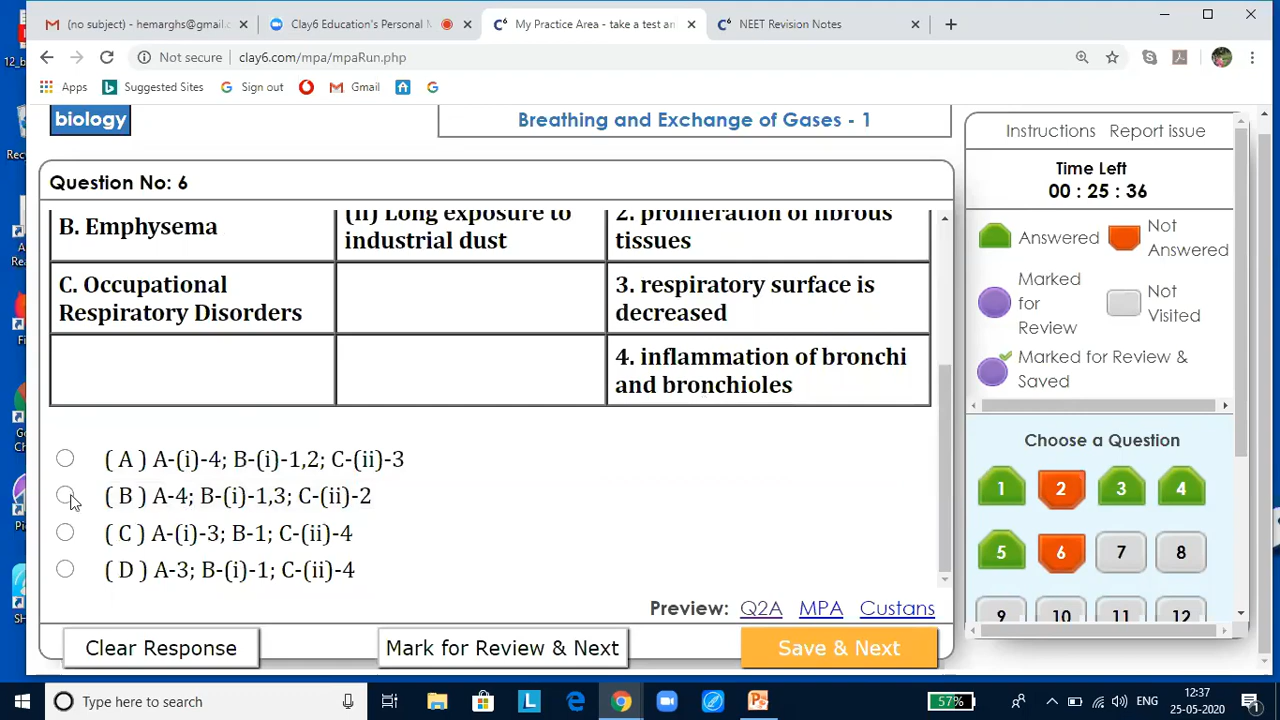 (no subject) - hemarghs@gmail.c
Clay6 Education's Personal M
My Practice Area - take a test an
NEET Revision Notes
Not secure
clay6.com/mpa/mpaRun.php
Apps
Suggested Sites
Sign out
Gmail
biology
Breathing and Exchange of Gases - 1
Instructions
Report issue
Time Left
00 : 25 : 36
Answered
Not Answered
Marked for Review
Not Visited
Marked for Review & Saved
Question No: 6
B. Emphysema
(ii) Long exposure to industrial dust
2. proliferation of fibrous tissues
C. Occupational Respiratory Disorders
3. respiratory surface is decreased
4. inflammation of bronchi and bronchioles
( A ) A-(i)-4; B-(i)-1,2; C-(ii)-3
( B ) A-4; B-(i)-1,3; C-(ii)-2
( C ) A-(i)-3; B-1; C-(ii)-4
( D ) A-3; B-(i)-1; C-(ii)-4
Choose a Question
1 2 3 4
5 6 7 8
9 10 11 12
Preview: Q2A MPA Custans
Clear Response
Mark for Review & Next
Save & Next
Type here to search
57%
ENG
12:37
25-05-2020